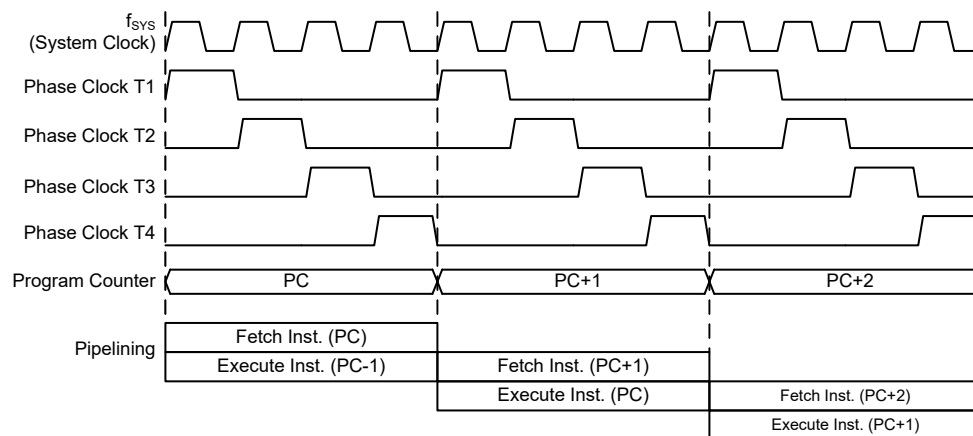 fSYS
(System Clock)
Phase Clock T1
Phase Clock T2
Phase Clock T3
Phase Clock T4
Program Counter PC PC+1 PC+2
Pipelining
Fetch Inst. (PC)
Execute Inst. (PC-1) Fetch Inst. (PC+1)
Execute Inst. (PC) Fetch Inst. (PC+2)
Execute Inst. (PC+1)